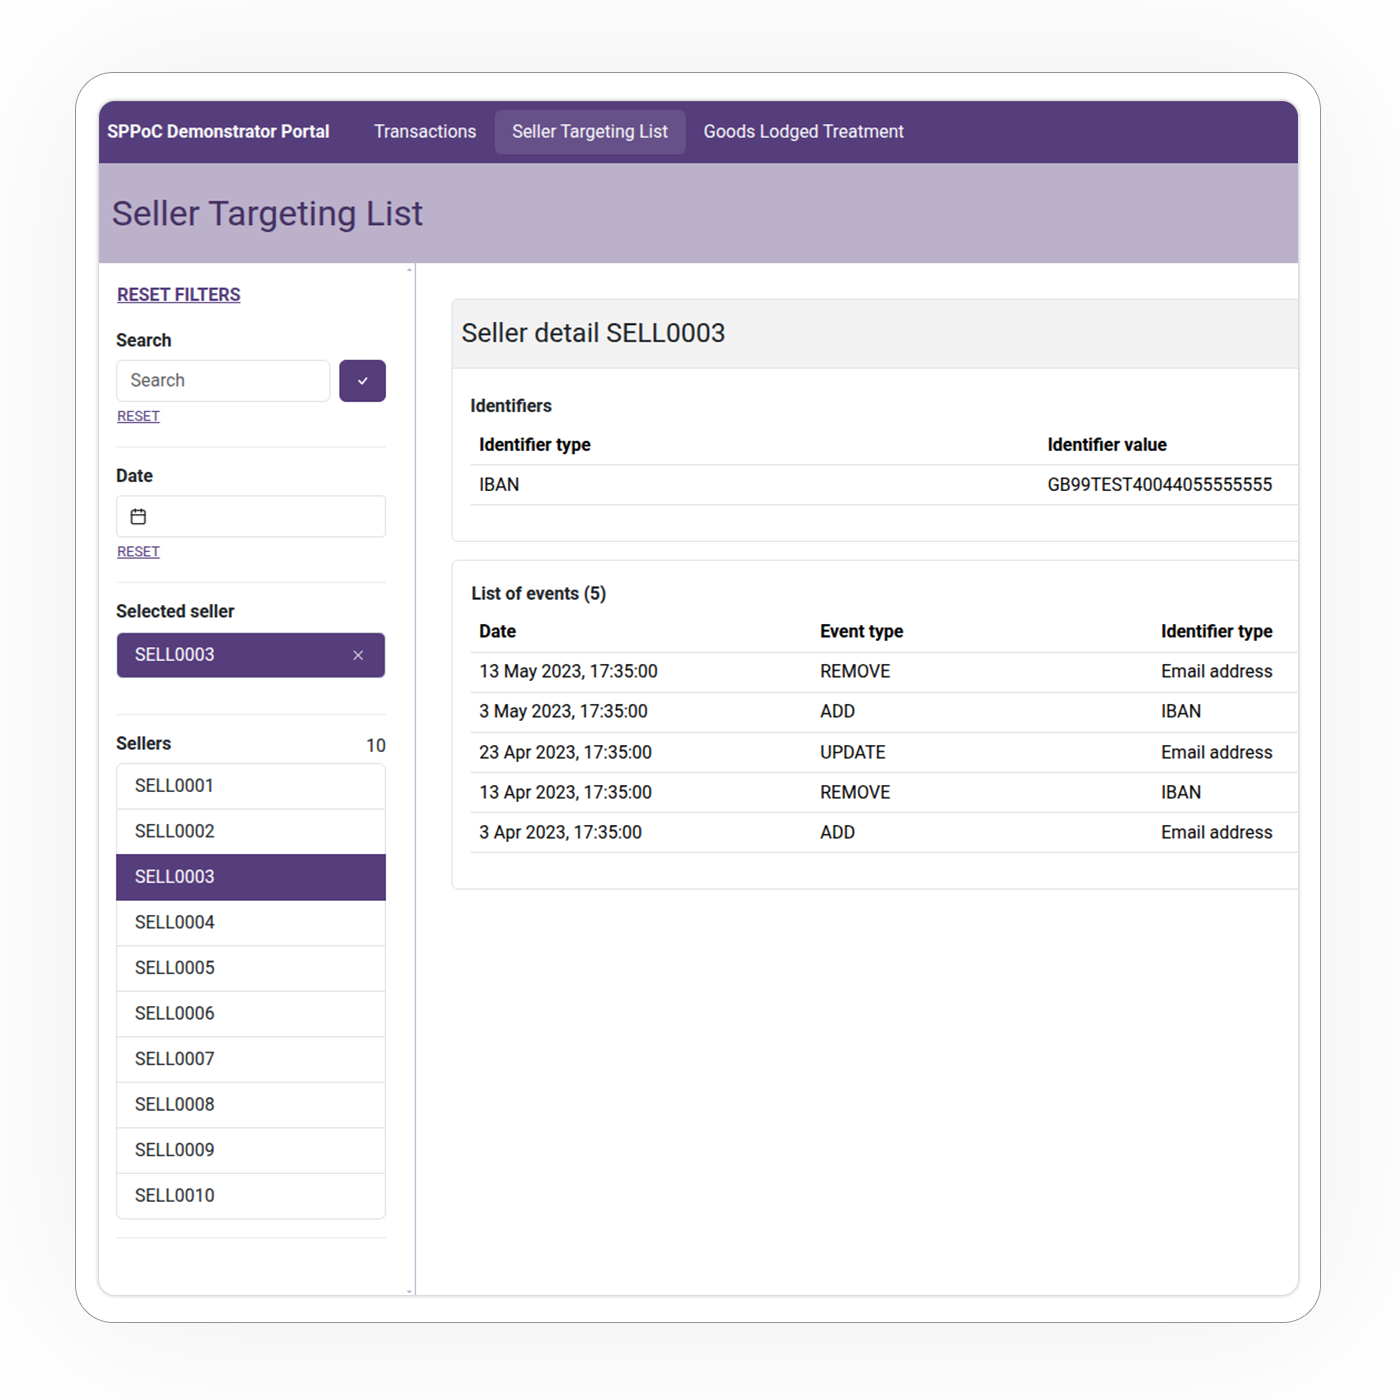 SPPoC Demonstrator Portal Transactions Seller Targeting List Goods Lodged Treatment
Seller Targeting List
RESET FILTERS
Search
Search
RESET
Date
RESET
Selected seller
SELL0003
Sellers 10
SELL0001
SELL0002
SELL0003
SELL0004
SELL0005
SELL0006
SELL0007
SELL0008
SELL0009
SELL0010
Seller detail SELL0003
Identifiers
Identifier type Identifier value
IBAN GB99TEST40044055555555
List of events (5)
Date Event type Identifier type
13 May 2023, 17:35:00 REMOVE Email address
3 May 2023, 17:35:00 ADD IBAN
23 Apr 2023, 17:35:00 UPDATE Email address
13 Apr 2023, 17:35:00 REMOVE IBAN
3 Apr 2023, 17:35:00 ADD Email address